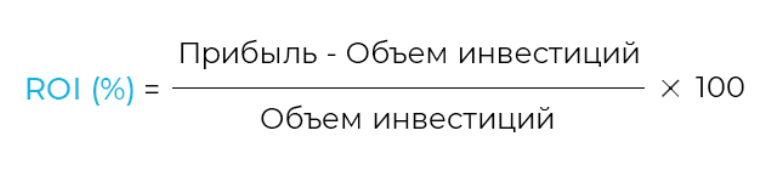 Прибыль - Объем инвестиций
ROI (%) = × 100
Объем инвестиций